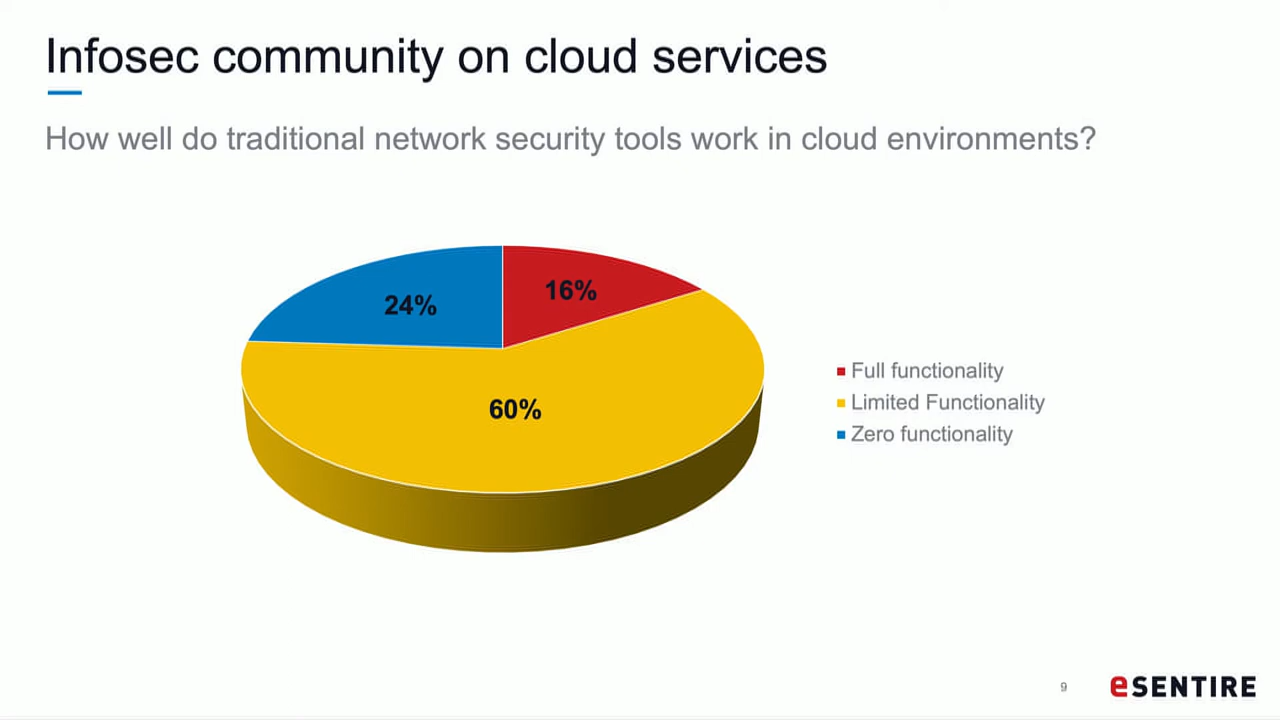 Infosec community on cloud services
How well do traditional network security tools work in cloud environments?
24%
16%
60%
Full functionality
Limited Functionality
Zero functionality
9
eSENTIRE